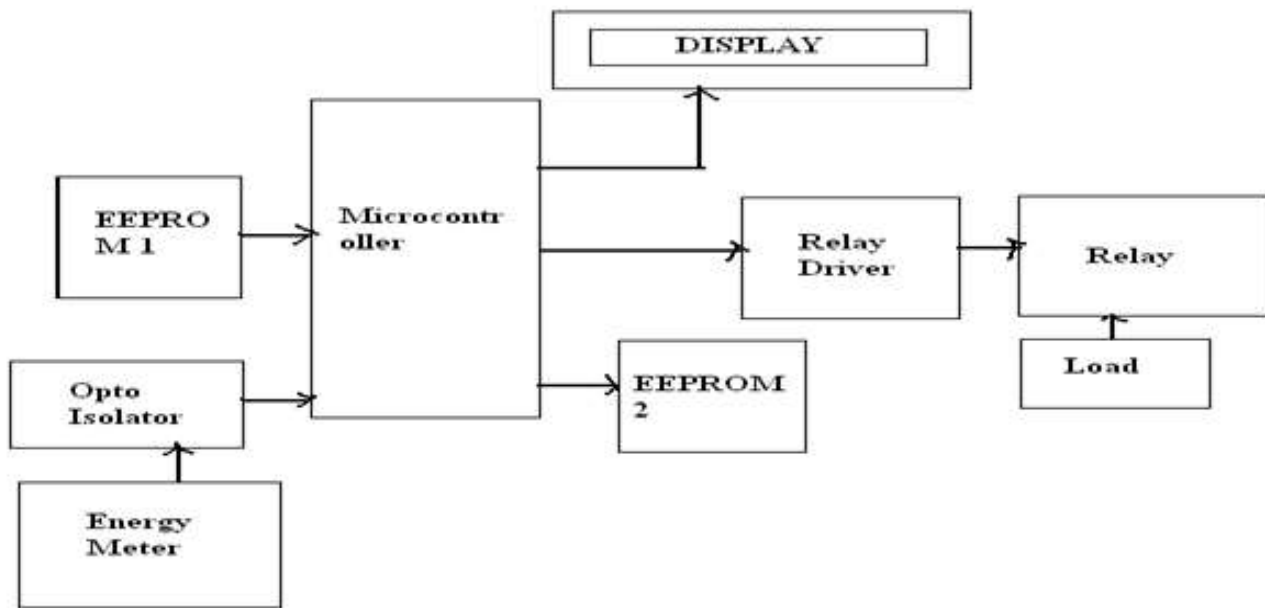 DISPLAY
EEPRO
M 1
Microcontr
oller
Relay
Driver
Relay
Load
EEPROM
2
Opto
Isolator
Energy
Meter